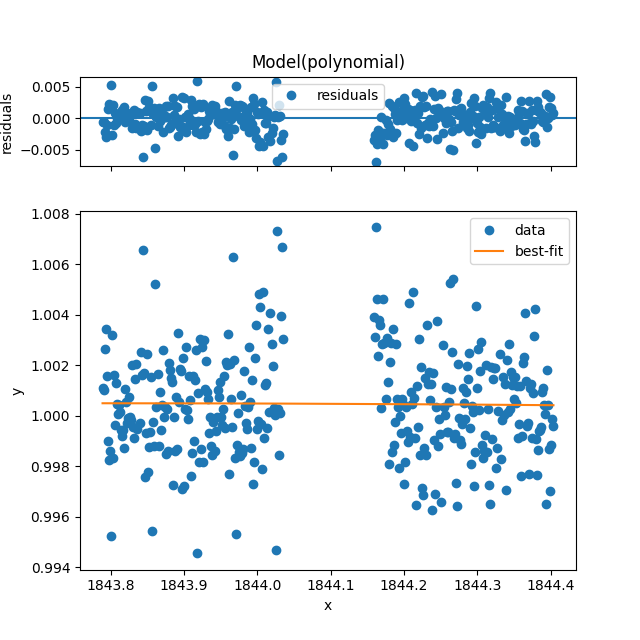 Model(polynomial)
0.005
0.000
−0.005
residuals
residuals
1.008
1.006
1.004
1.002
1.000
0.998
0.996
0.994
y
data
best-fit
1843.8 1843.9 1844.0 1844.1 1844.2 1844.3 1844.4
x